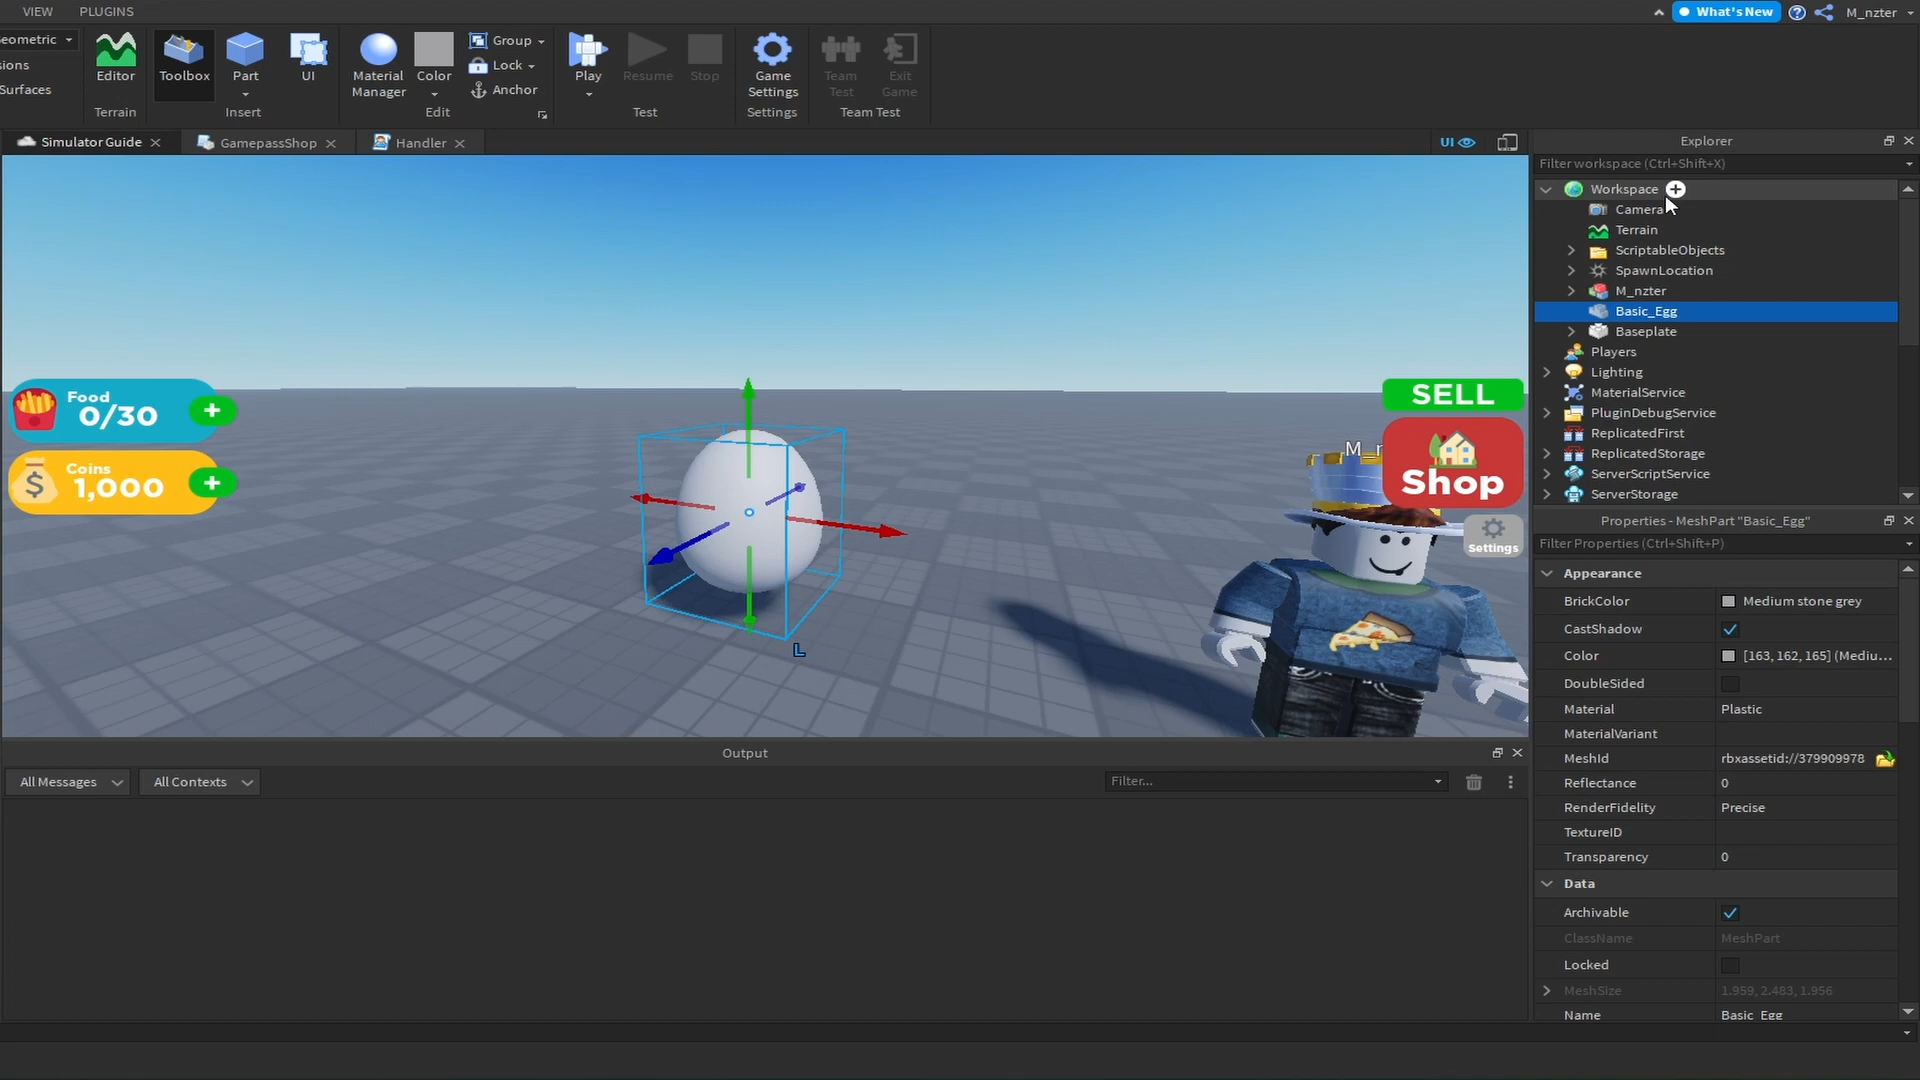 VIEW
PLUGINS
What's New
M_nzter
eometric
sions
Surfaces
Editor
Terrain
Toolbox
Part
UI
Insert
Material Manager
Color
Group
Lock
Anchor
Edit
Play
Resume
Stop
Test
Game Settings
Settings
Team Test
Exit Game
Team Test
Simulator Guide
GamepassShop
Handler
UI
Food
0/30
+
Coins
1,000
+
SELL
M_r
Shop
Settings
L
Output
All Messages
All Contexts
Filter...
Explorer
Filter workspace (Ctrl+Shift+X)
Workspace
Camera
Terrain
ScriptableObjects
SpawnLocation
M_nzter
Basic_Egg
Baseplate
Players
Lighting
MaterialService
PluginDebugService
ReplicatedFirst
ReplicatedStorage
ServerScriptService
ServerStorage
Properties - MeshPart "Basic_Egg"
Filter Properties (Ctrl+Shift+P)
Appearance
BrickColor Medium stone grey
CastShadow
Color [163, 162, 165] (Mediu...
DoubleSided
Material Plastic
MaterialVariant
MeshId rbxassetid://379909978
Reflectance 0
RenderFidelity Precise
TextureID
Transparency 0
Data
Archivable
ClassName MeshPart
Locked
MeshSize 1.959, 2.483, 1.956
Name Basic_Egg